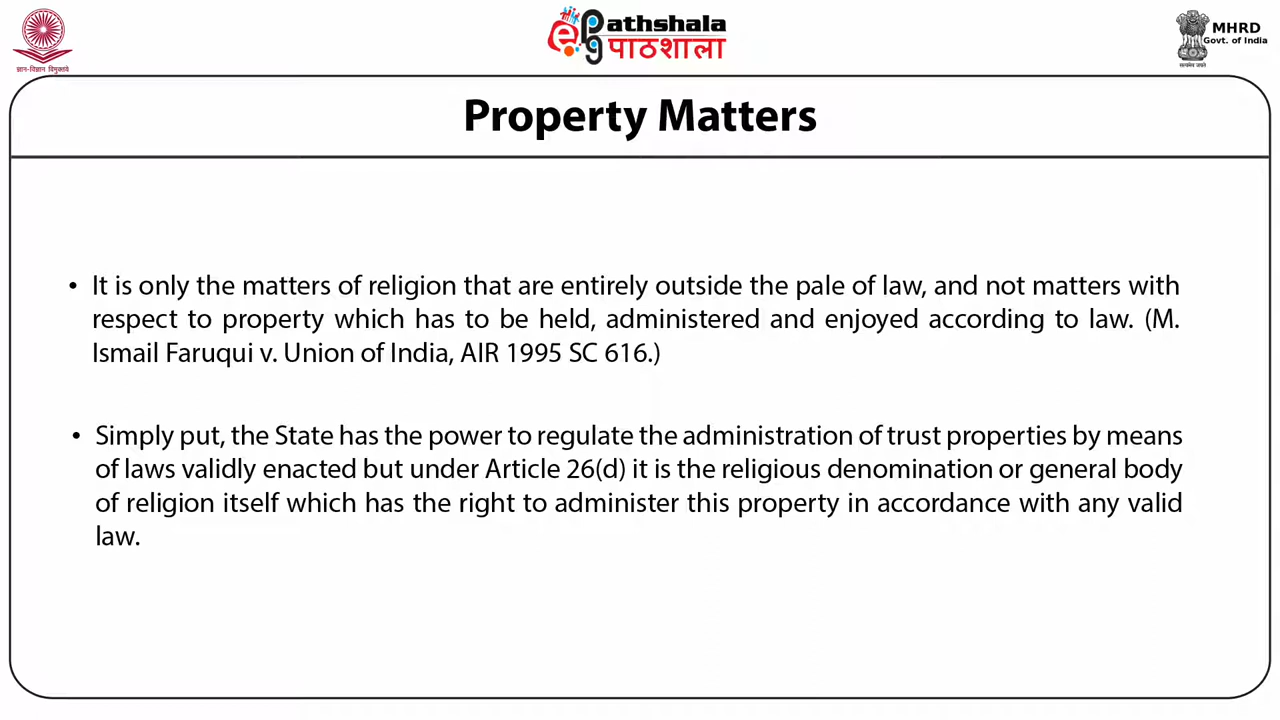 ज्ञान-विज्ञान विमुक्तये
ePathshala
पाठशाला
MHRD
Govt. of India
सत्यमेव जयते
Property Matters
• It is only the matters of religion that are entirely outside the pale of law, and not matters with
respect to property which has to be held, administered and enjoyed according to law. (M.
Ismail Faruqui v. Union of India, AIR 1995 SC 616.)
• Simply put, the State has the power to regulate the administration of trust properties by means
of laws validly enacted but under Article 26(d) it is the religious denomination or general body
of religion itself which has the right to administer this property in accordance with any valid
law.